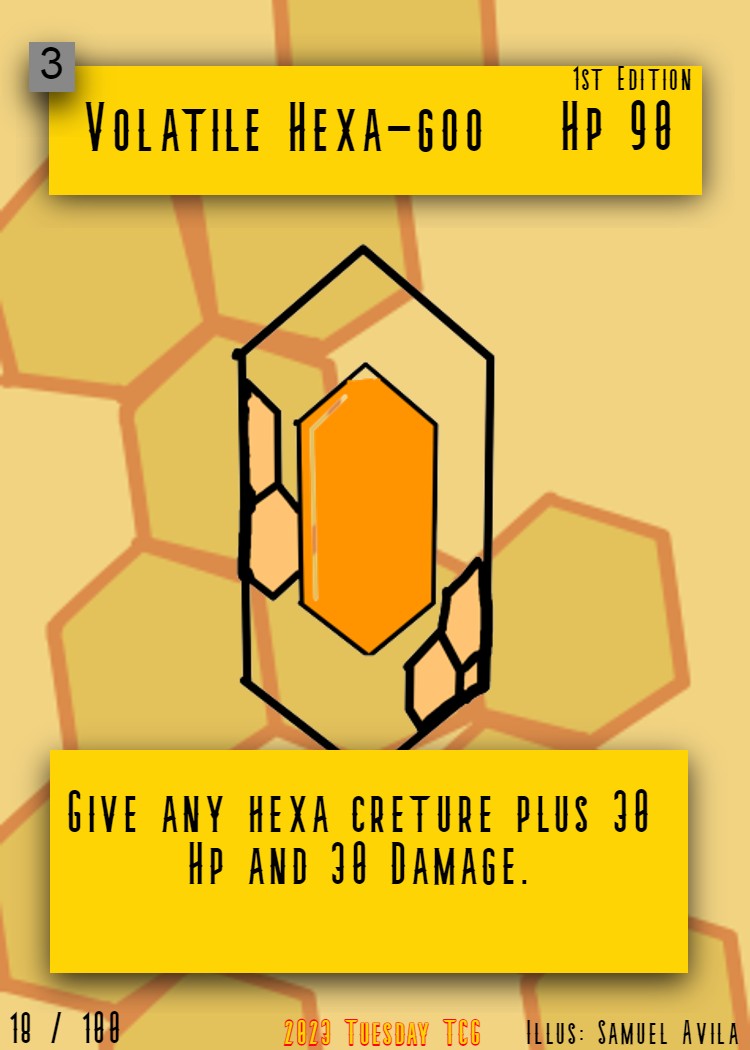 3
1st Edition
Volatile Hexa-goo Hp 90
Give any hexa creture plus 30
Hp and 30 Damage.
18 / 100 2023 Tuesday TCG Illus: Samuel Avila